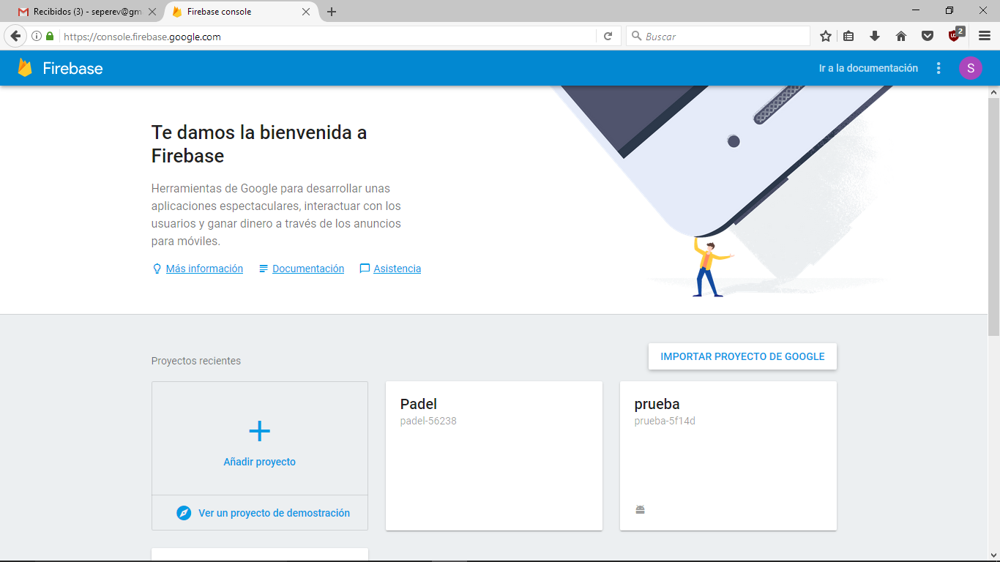 Recibidos (3) - seperev@gm
Firebase console
https://console.firebase.google.com
Buscar
2
Firebase
Ir a la documentación
S
Te damos la bienvenida a
Firebase
Herramientas de Google para desarrollar unas
aplicaciones espectaculares, interactuar con los
usuarios y ganar dinero a través de los anuncios
para móviles.
Más información
Documentación
Asistencia
Proyectos recientes
IMPORTAR PROYECTO DE GOOGLE
Añadir proyecto
Ver un proyecto de demostración
Padel
padel-56238
prueba
prueba-5f14d